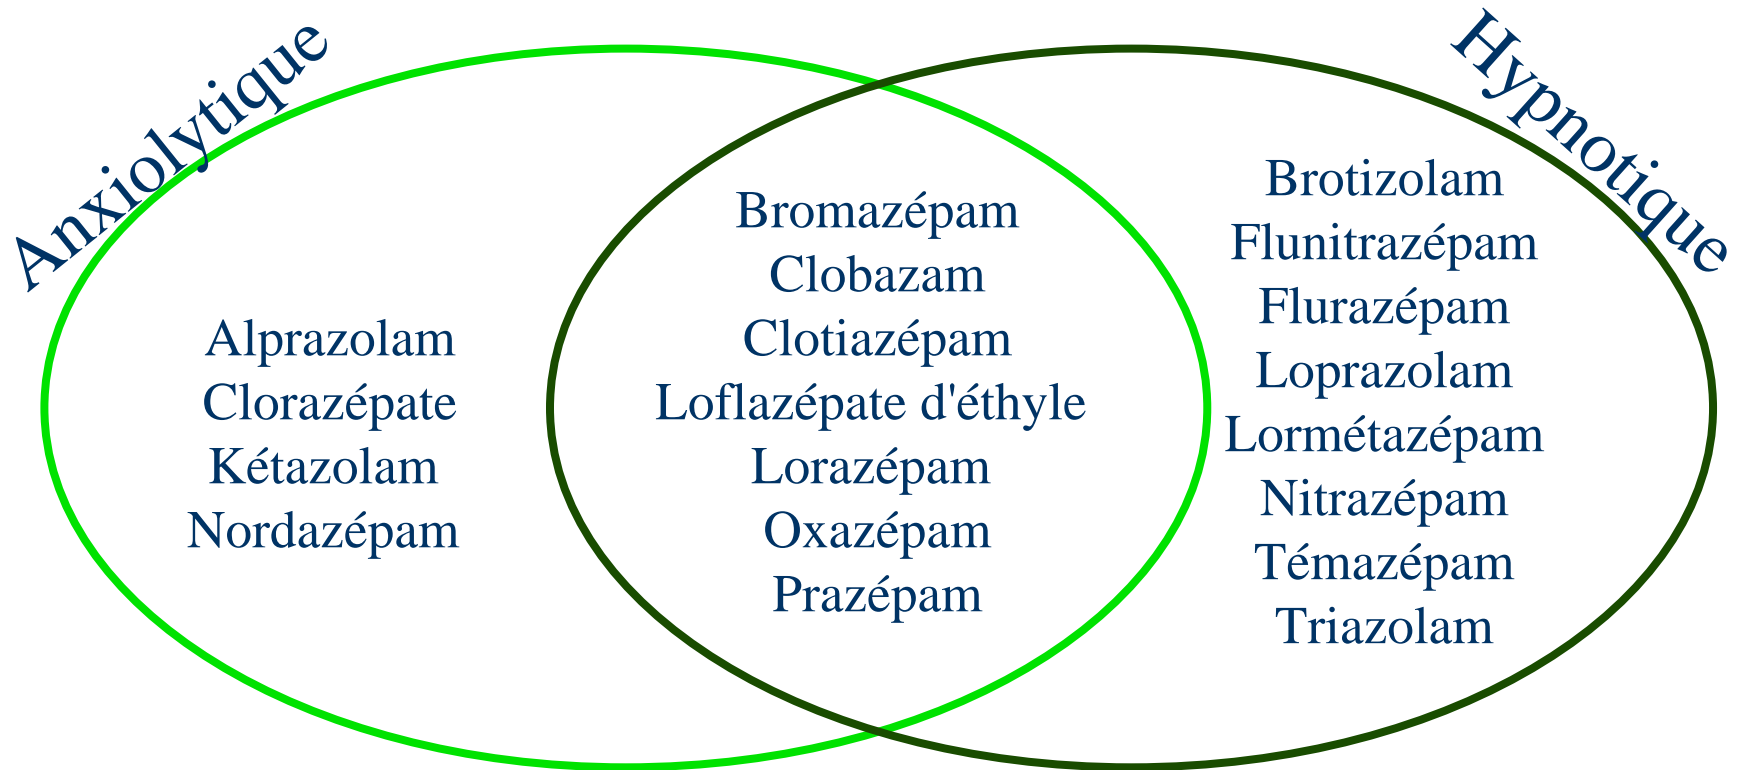 Anxiolytique
Hypnotique
Alprazolam
Clorazépate
Kétazolam
Nordazépam
Bromazépam
Clobazam
Clotiazépam
Loflazépate d'éthyle
Lorazépam
Oxazépam
Prazépam
Brotizolam
Flunitrazépam
Flurazépam
Loprazolam
Lormétazépam
Nitrazépam
Témazépam
Triazolam